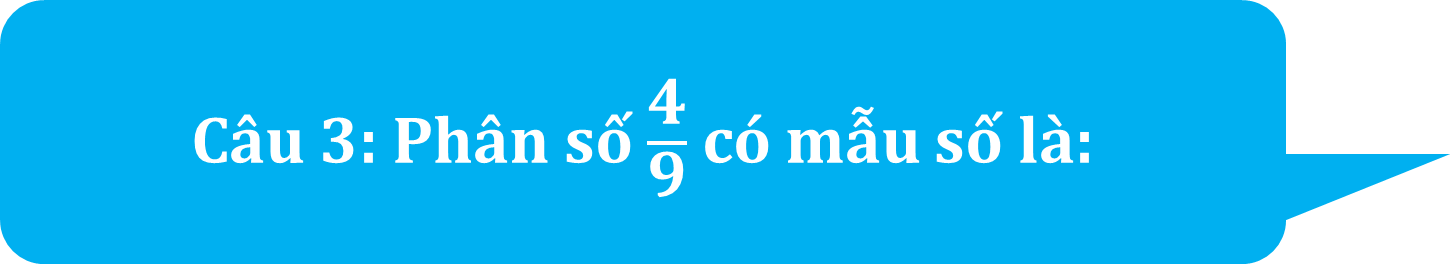 Câu 3: Phân số 4/9 có mẫu số là: